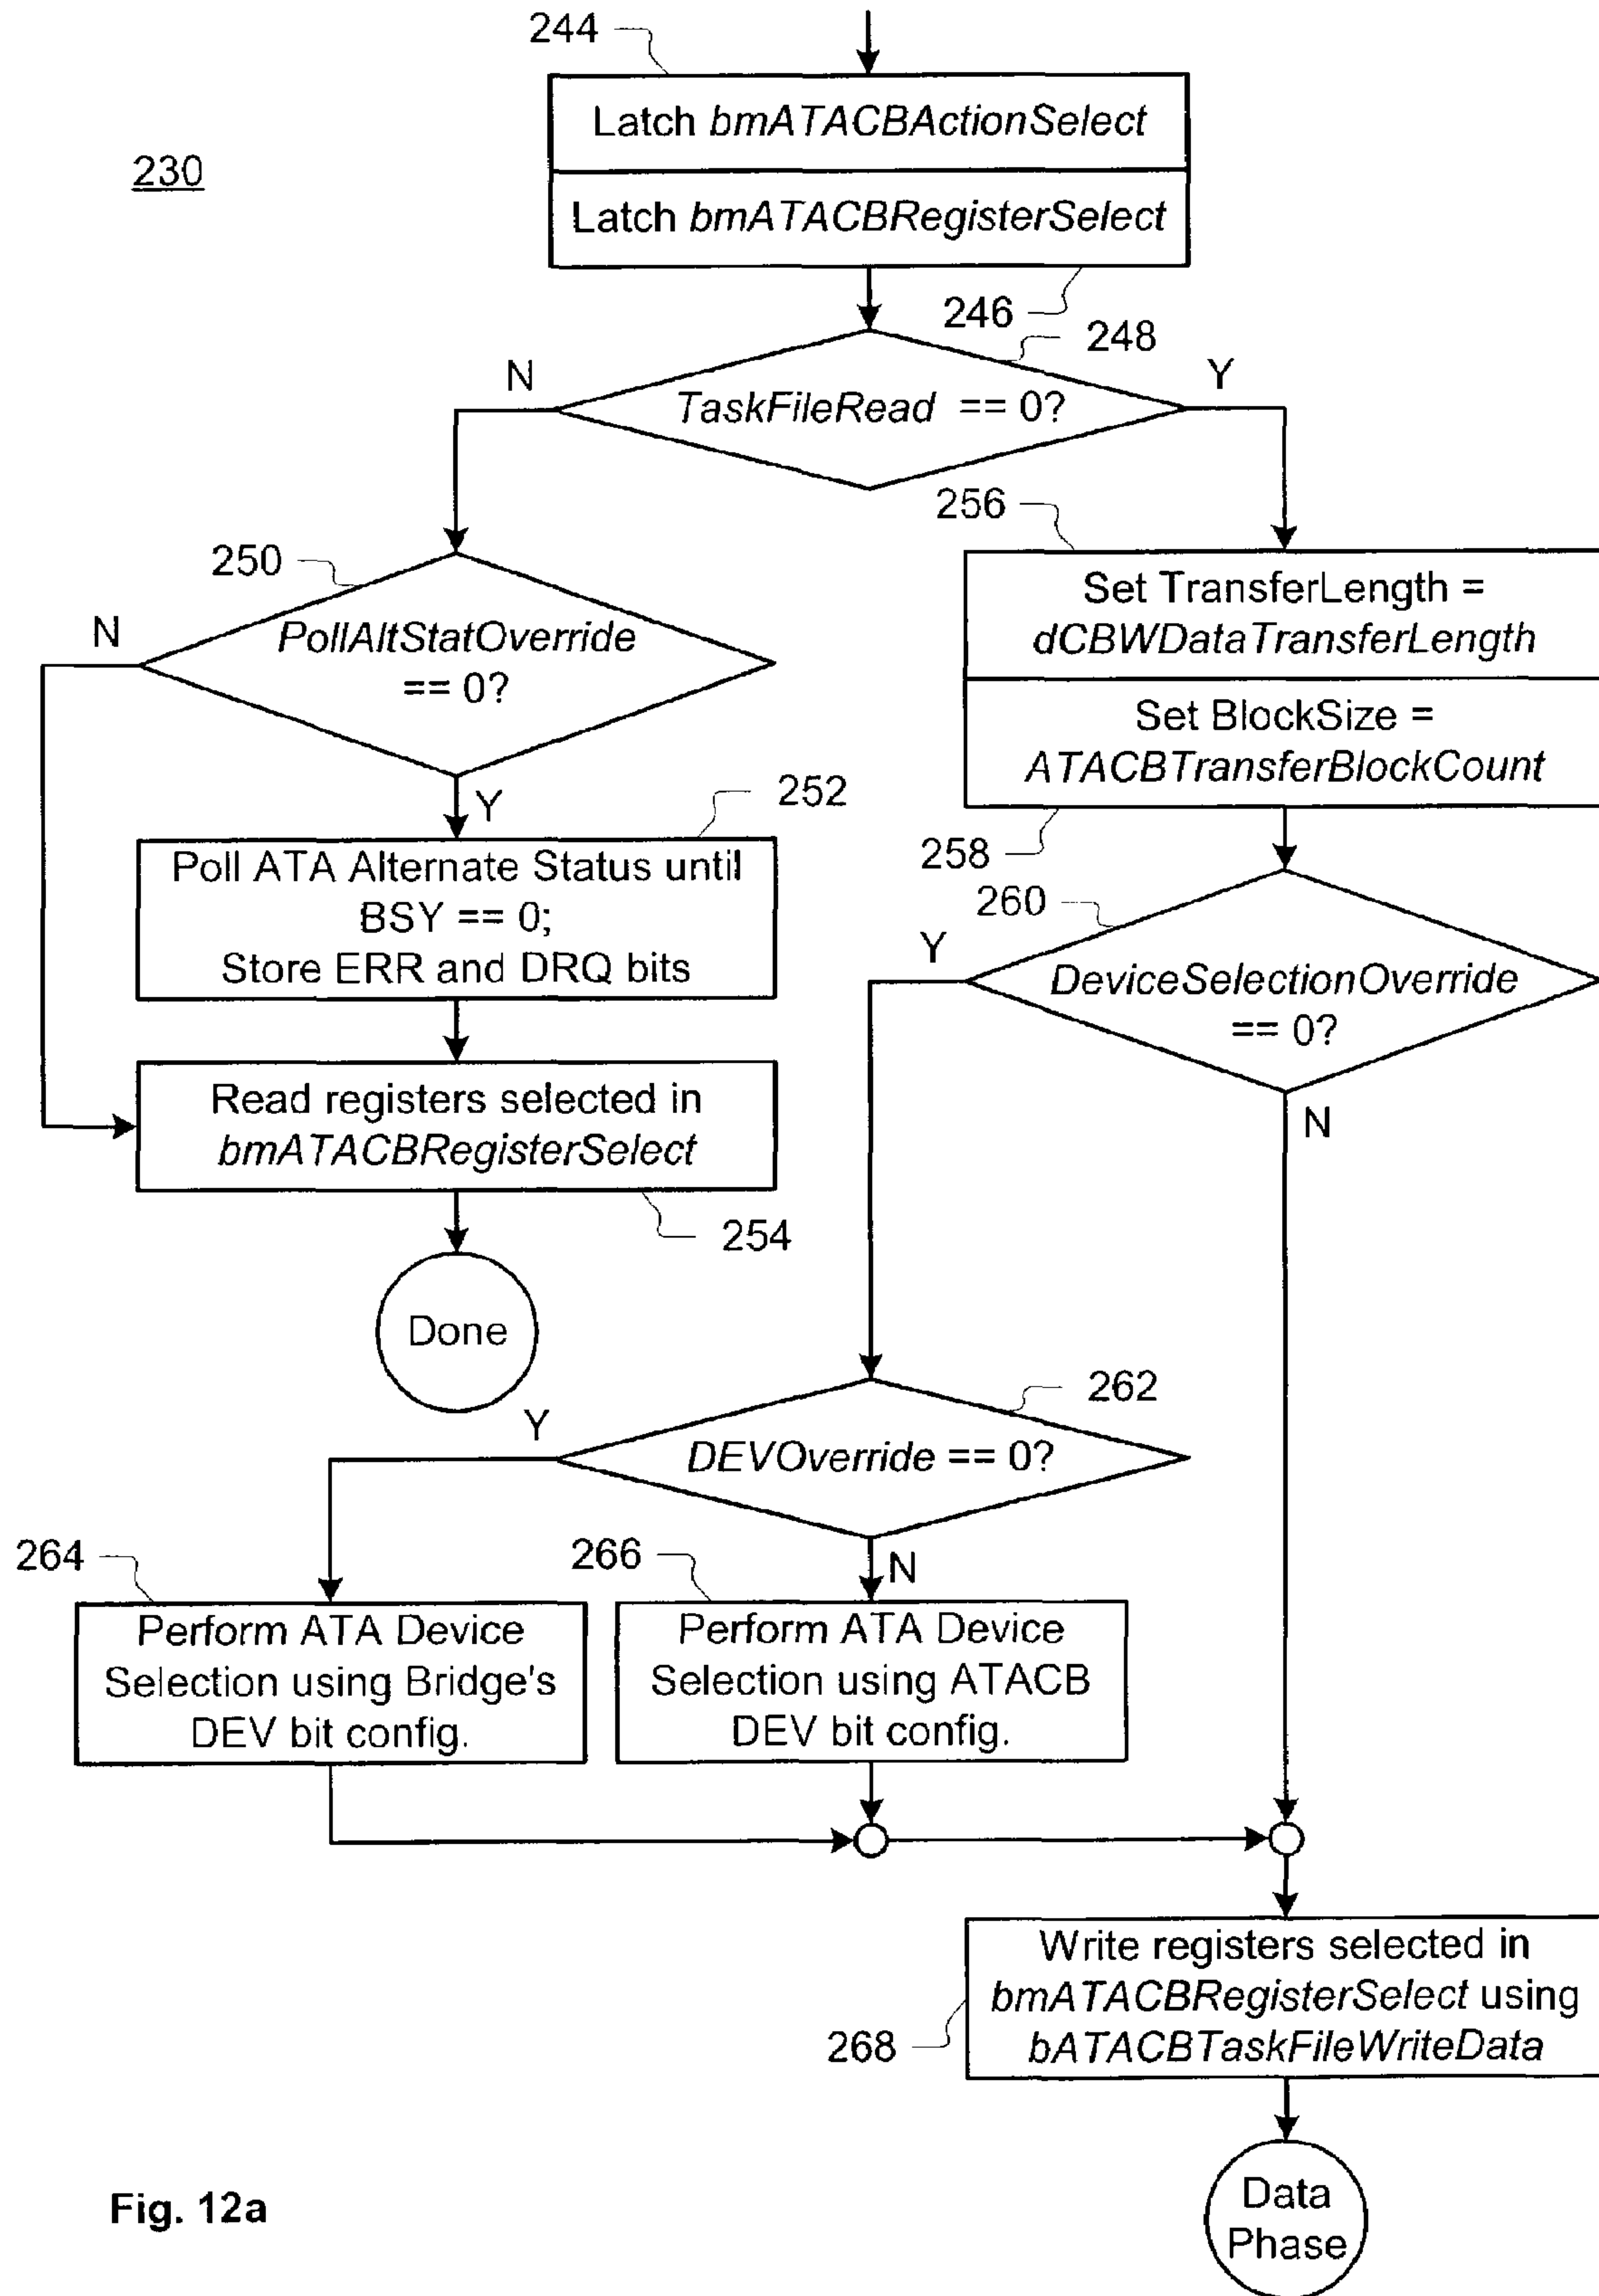 244
Latch bmATACBActionSelect
230
Latch bmATACBRegisterSelect
246
248
N
Y
TaskFileRead == 0?
256
250
Set TransferLength =
dCBWDataTransferLength
N
PollAltStatOverride
== 0?
Set BlockSize =
ATACBTransferBlockCount
Y
252
258
Poll ATA Alternate Status until
BSY == 0;
Store ERR and DRQ bits
260
Y
DeviceSelectionOverride
== 0?
Read registers selected in
bmATACBRegisterSelect
N
254
Done
262
Y
DEVOverride == 0?
264
266
N
Perform ATA Device
Selection using Bridge's
DEV bit config.
Perform ATA Device
Selection using ATACB
DEV bit config.
Write registers selected in
bmATACBRegisterSelect using
bATACBTaskFileWriteData
268
Data
Phase
Fig. 12a